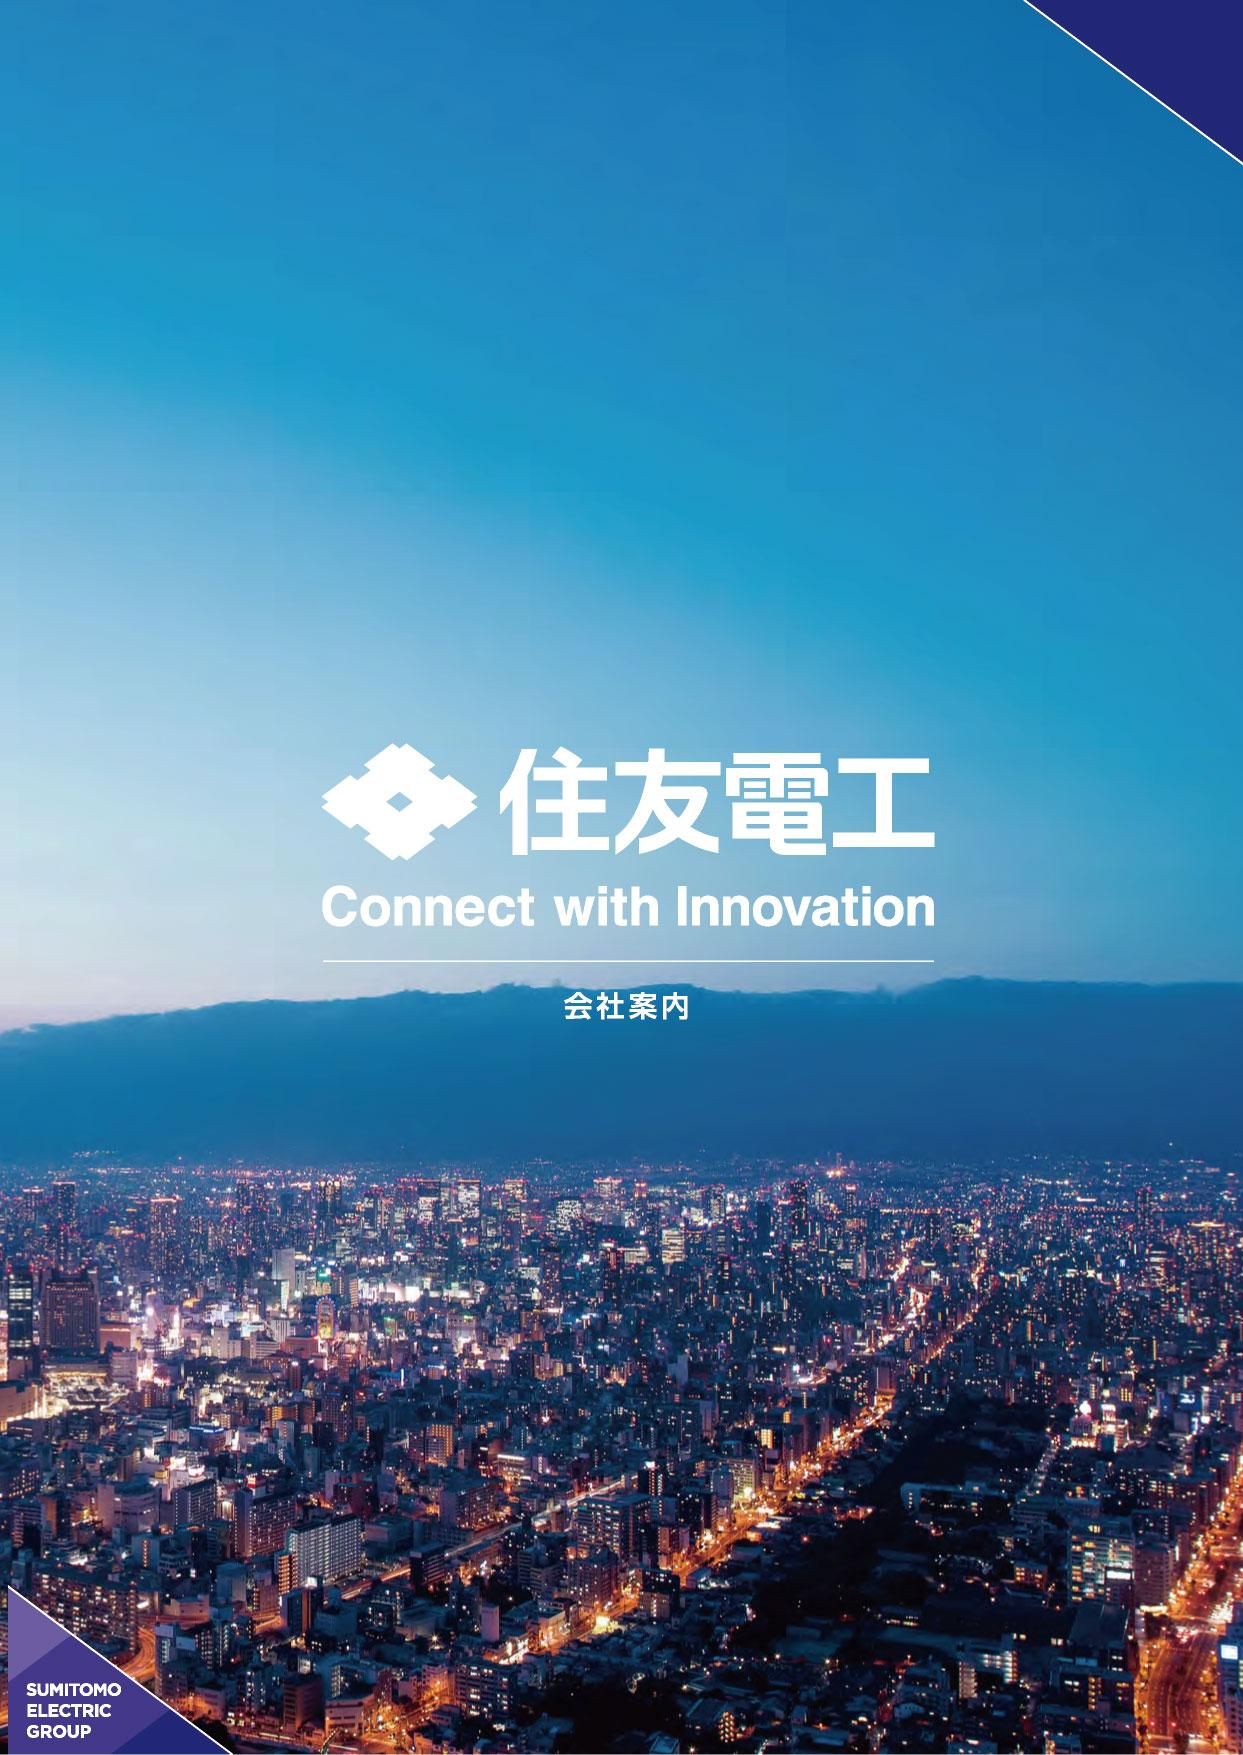 住友電工
Connect with Innovation
会社案内
SUMITOMO
ELECTRIC
GROUP